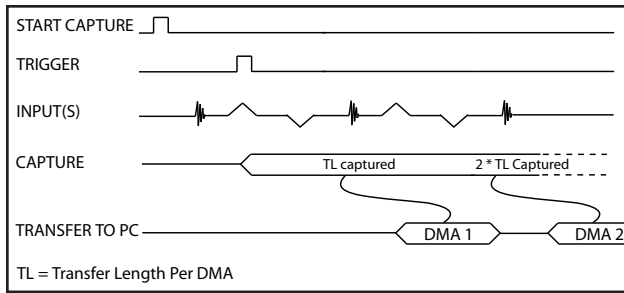 START CAPTURE
TRIGGER
INPUT(S)
CAPTURE
TL captured
2 * TL Captured
TRANSFER TO PC
DMA 1
DMA 2
TL = Transfer Length Per DMA